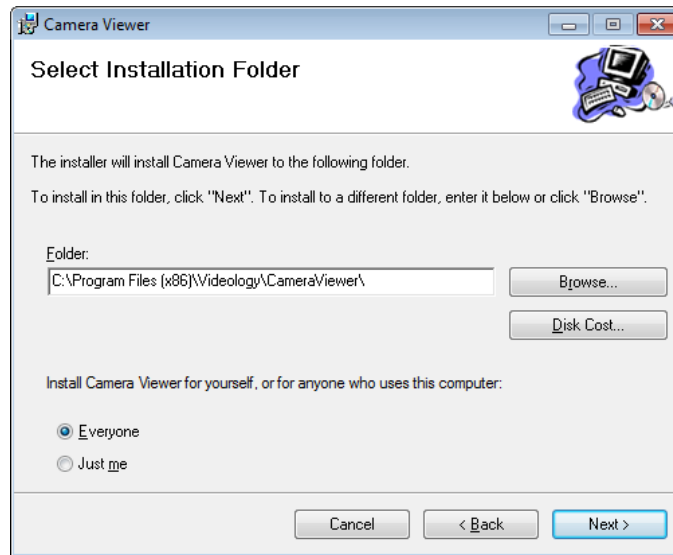 Camera Viewer
Select Installation Folder
The installer will install Camera Viewer to the following folder.
To install in this folder, click "Next". To install to a different folder, enter it below or click "Browse".
Folder:
C:\Program Files (x86)\Videology\CameraViewer\
Browse...
Disk Cost...
Install Camera Viewer for yourself, or for anyone who uses this computer:
Everyone
Just me
Cancel
< Back
Next >